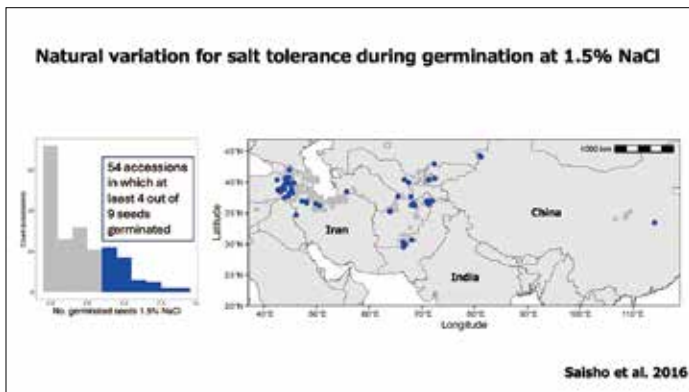 Natural variation for salt tolerance during germination at 1.5% NaCl
54 accessions
in which at
least 4 out of
9 seeds
germinated
No. germinated seeds 1.5% NaCl
45°N
40°N
35°N
30°N
25°N
20°N
Latitude
1000 km
Iran
China
India
40°E
50°E
60°E
70°E
80°E
90°E
100°E
110°E
Longitude
Saisho et al. 2016